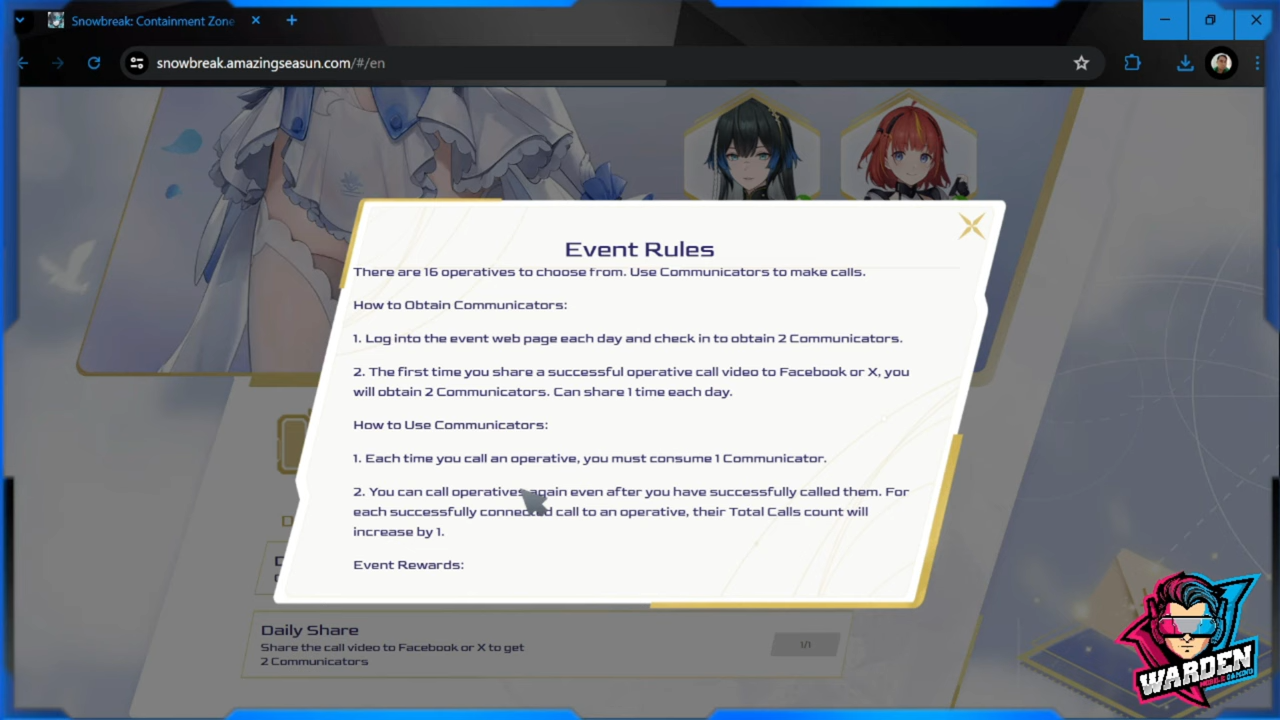 Snowbreak: Containment Zone
snowbreak.amazingseasun.com/#/en
Event Rules
There are 16 operatives to choose from. Use Communicators to make calls.
How to Obtain Communicators:
1. Log into the event web page each day and check in to obtain 2 Communicators.
2. The first time you share a successful operative call video to Facebook or X, you
will obtain 2 Communicators. Can share 1 time each day.
How to Use Communicators:
1. Each time you call an operative, you must consume 1 Communicator.
2. You can call operatives again even after you have successfully called them. For
each successfully connected call to an operative, their Total Calls count will
increase by 1.
Event Rewards:
Daily Share
Share the call video to Facebook or X to get
2 Communicators
1/1
WARDEN
MOBILE GAMING